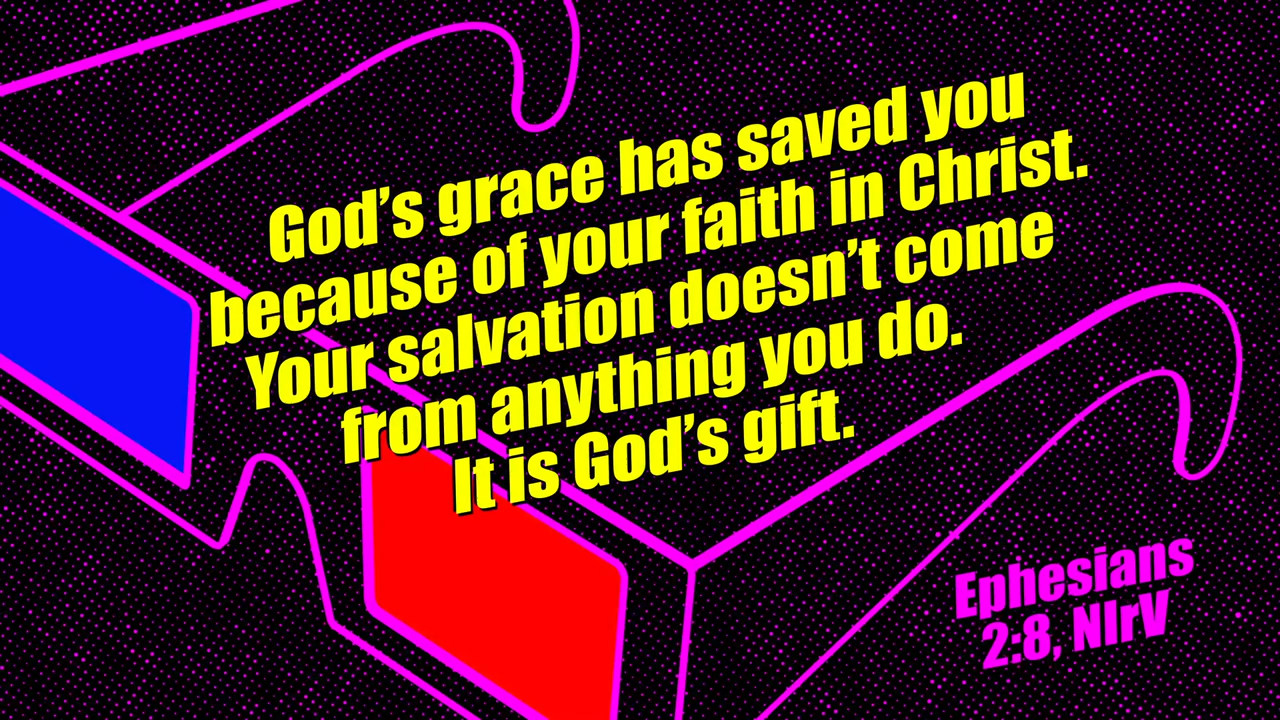 God’s grace has saved you
because of your faith in Christ.
Your salvation doesn’t come
from anything you do.
It is God’s gift.
Ephesians
2:8, NIrV